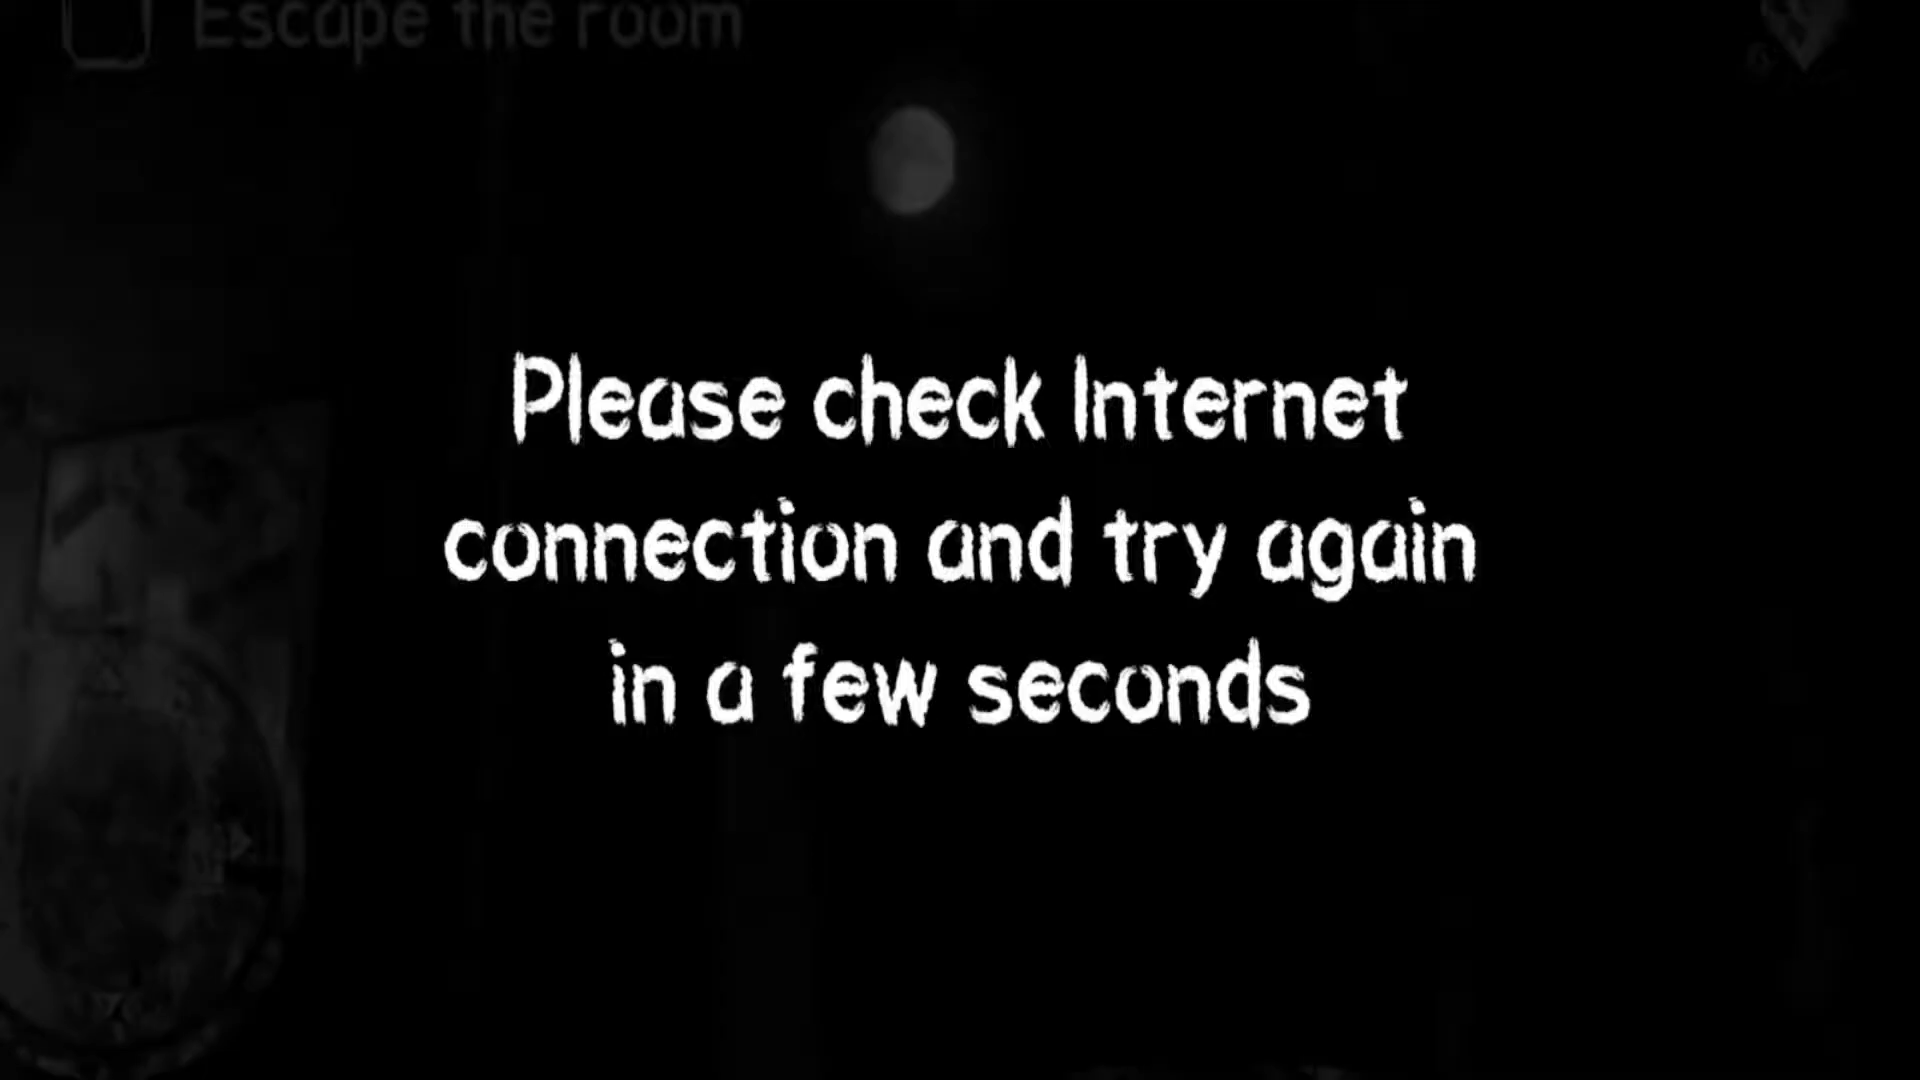 Escape the room
Please check Internet
connection and try again
in a few seconds